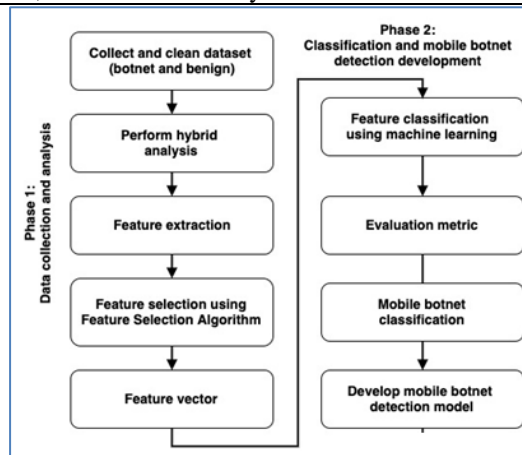 Phase 1:
Data collection and analysis
Collect and clean dataset
(botnet and benign)
Perform hybrid
analysis
Feature extraction
Feature selection using
Feature Selection Algorithm
Feature vector
Phase 2:
Classification and mobile botnet
detection development
Feature classification
using machine learning
Evaluation metric
Mobile botnet
classification
Develop mobile botnet
detection model